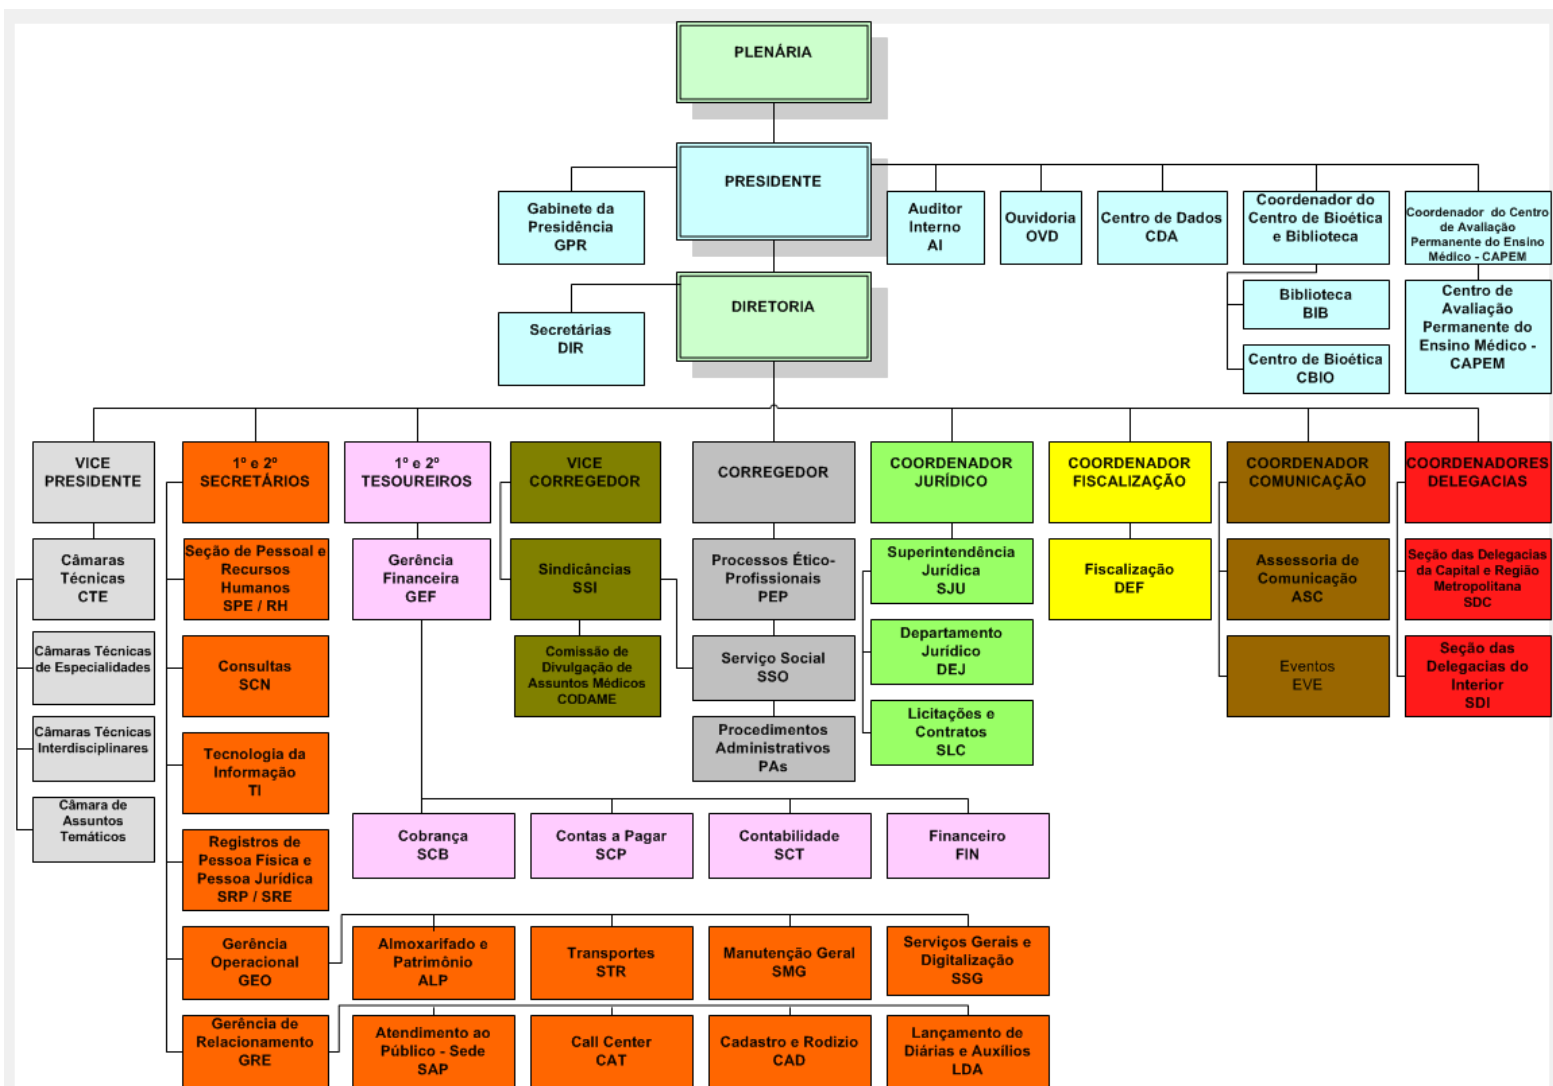 PLENÁRIA
PRESIDENTE
Gabinete da
Presidência
GPR
Auditor
Interno
AI
Ouvidoria
OVD
Centro de Dados
CDA
Coordenador do
Centro de Bioética
e Biblioteca
Coordenador do Centro
de Avaliação
Permanente do Ensino
Médico - CAPEM
DIRETORIA
Secretárias
DIR
Biblioteca
BIB
Centro de Bioética
CBIO
Centro de
Avaliação
Permanente do
Ensino Médico -
CAPEM
VICE
PRESIDENTE
1º e 2º
SECRETÁRIOS
1º e 2º
TESOUREIROS
VICE
CORREGEDOR
CORREGEDOR
COORDENADOR
JURÍDICO
COORDENADOR
FISCALIZAÇÃO
COORDENADOR
COMUNICAÇÃO
COORDENADORES
DELEGACIAS
Câmaras
Técnicas
CTE
Seção de Pessoal e
Recursos
Humanos
SPE / RH
Gerência
Financeira
GEF
Sindicâncias
SSI
Processos Ético-
Profissionais
PEP
Superintendência
Jurídica
SJU
Fiscalização
DEF
Assessoria de
Comunicação
ASC
Seção das Delegacias
da Capital e Região
Metropolitana
SDC
Câmaras Técnicas
de Especialidades
Consultas
SCN
Comissão de
Divulgação de
Assuntos Médicos
CODAME
Serviço Social
SSO
Departamento
Jurídico
DEJ
Eventos
EVE
Seção das
Delegacias do
Interior
SDI
Câmaras Técnicas
Interdisciplinares
Tecnologia da
Informação
TI
Procedimentos
Administrativos
PAs
Licitações e
Contratos
SLC
Câmara de
Assuntos
Temáticos
Registros de
Pessoa Física e
Pessoa Jurídica
SRP / SRE
Cobrança
SCB
Contas a Pagar
SCP
Contabilidade
SCT
Financeiro
FIN
Gerência
Operacional
GEO
Almoxarifado e
Patrimônio
ALP
Transportes
STR
Manutenção Geral
SMG
Serviços Gerais e
Digitalização
SSG
Gerência de
Relacionamento
GRE
Atendimento ao
Público - Sede
SAP
Call Center
CAT
Cadastro e Rodizio
CAD
Lançamento de
Diárias e Auxílios
LDA